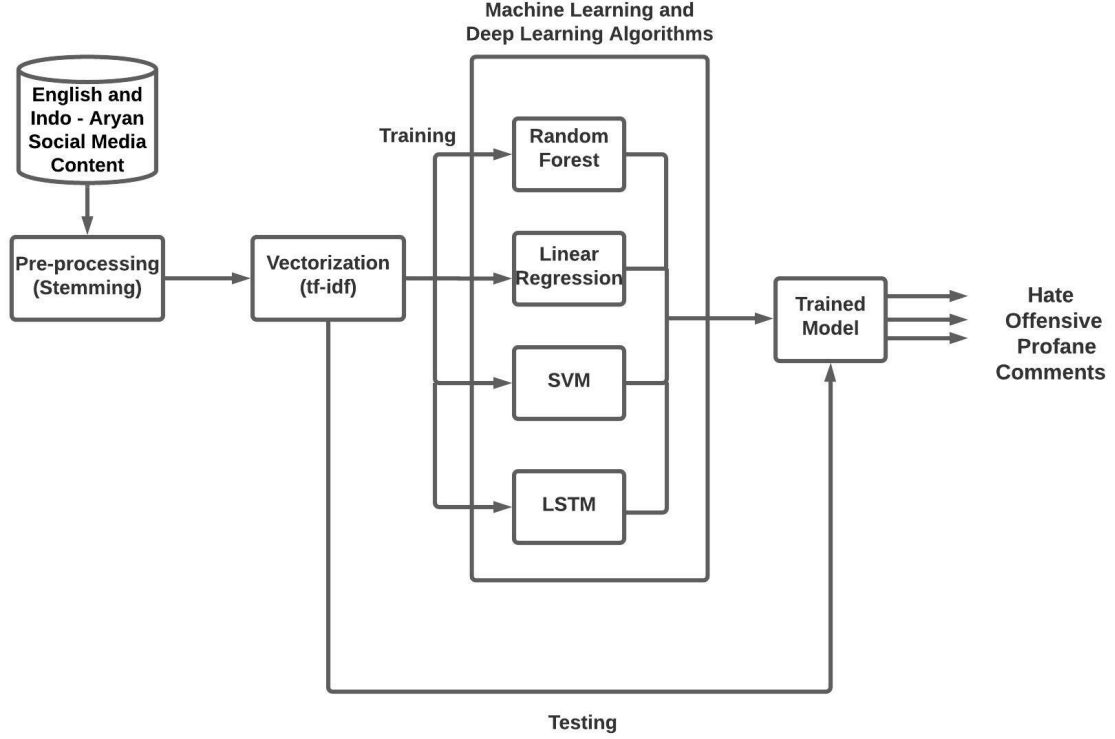 Machine Learning and
Deep Learning Algorithms
English and
Indo - Aryan
Social Media
Content
Training
Random
Forest
Pre-processing
(Stemming)
Vectorization
(tf-idf)
Linear
Regression
Trained
Model
Hate
Offensive
Profane
Comments
SVM
LSTM
Testing